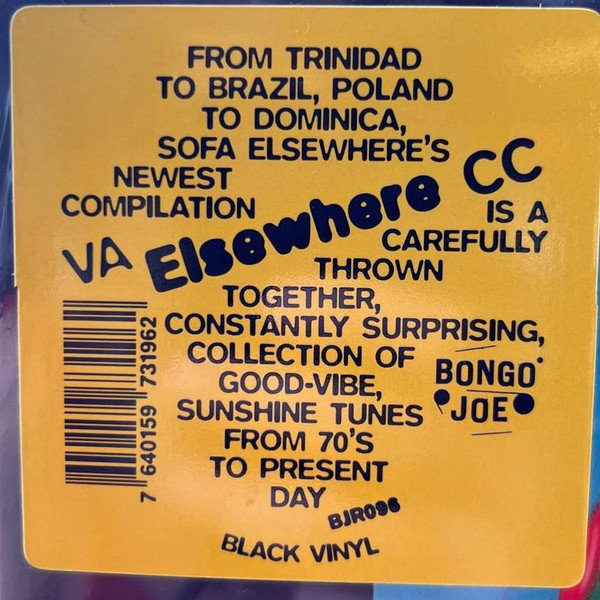 FROM TRINIDAD
TO BRAZIL, POLAND
TO DOMINICA,
SOFA ELSEWHERE'S
NEWEST
COMPILATION
VA Elsewhere CC
IS A
CAREFULLY
THROWN
TOGETHER,
CONSTANTLY SURPRISING,
COLLECTION OF
GOOD-VIBE,
SUNSHINE TUNES
FROM 70'S
TO PRESENT
DAY
BONGO
JOE
BJR096
BLACK VINYL
7 640159 731962